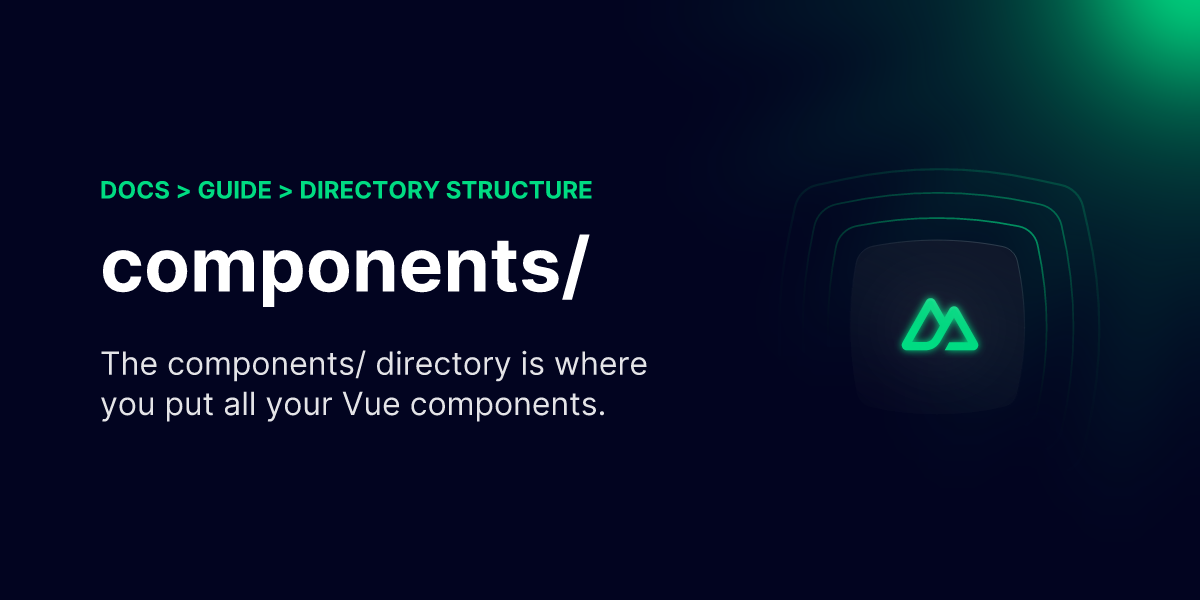 DOCS > GUIDE > DIRECTORY STRUCTURE
components/
The components/ directory is where
you put all your Vue components.